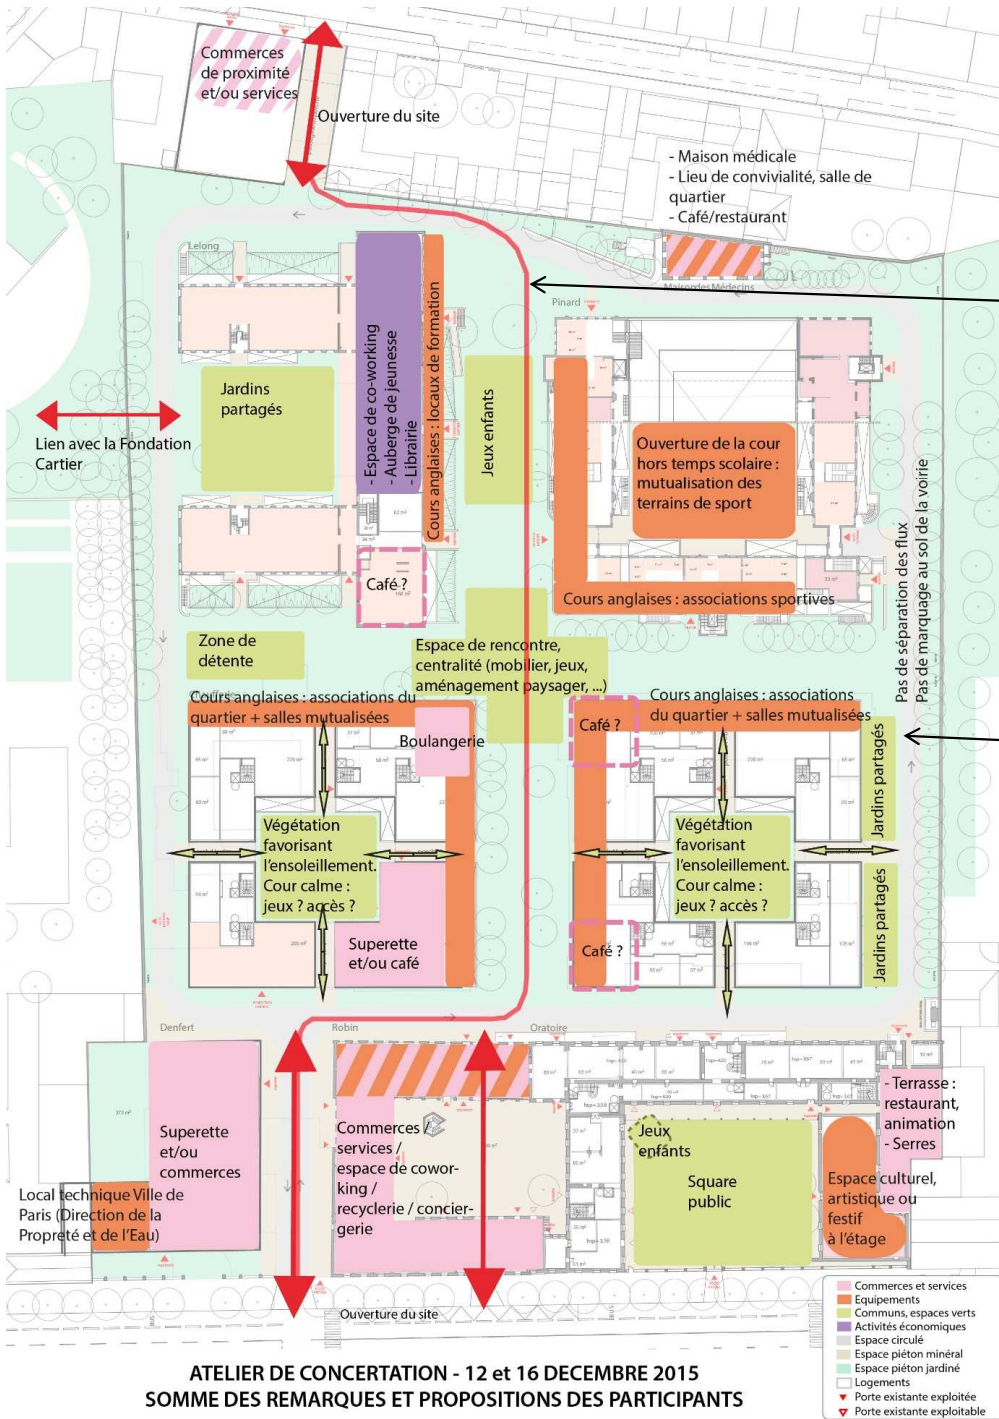 Commerces
de proximité
et/ou services
Ouverture du site
- Maison médicale
- Lieu de convivialité, salle de
quartier
- Café/restaurant
Maison des Médecins
Lelong
Pinard
- Espace de co-working
- Auberge de jeunesse
- Librairie
Cours anglaises : locaux de formation
Jardins
partagés
Jeux enfants
Lien avec la Fondation
Cartier
Ouverture de la cour
hors temps scolaire :
mutualisation des
terrains de sport
Cours anglaises : associations sportives
Pas de séparation des flux
Pas de marquage au sol de la voirie
Café ?
Zone de
détente
Espace de rencontre,
centralité (mobilier, jeux,
aménagement paysager, ...)
Cours anglaises : associations du
quartier + salles mutualisées
Boulangerie
Cours anglaises : associations
du quartier + salles mutualisées
Café ?
Jardins partagés
Végétation
favorisant
l'ensoleillement.
Cour calme :
jeux ? accès ?
Végétation
favorisant
l'ensoleillement.
Cour calme :
jeux ? accès ?
Jardins partagés
Superette
et/ou café
Café ?
Denfert
Robin
Oratoire
Superette
et/ou
commerces
Commerces /
services /
espace de cowor-
king /
recyclerie / concier-
gerie
Jeux
enfants
Square
public
- Terrasse :
restaurant,
animation
- Serres
Espace culturel,
artistique ou
festif
à l'étage
Local technique Ville de
Paris (Direction de la
Propreté et de l'Eau)
Ouverture du site
Commerces et services
Equipements
Communs, espaces verts
Activités économiques
Espace circulé
Espace piéton minéral
Espace piéton jardiné
Logements
Porte existante exploitée
Porte existante exploitable
ATELIER DE CONCERTATION - 12 et 16 DECEMBRE 2015
SOMME DES REMARQUES ET PROPOSITIONS DES PARTICIPANTS